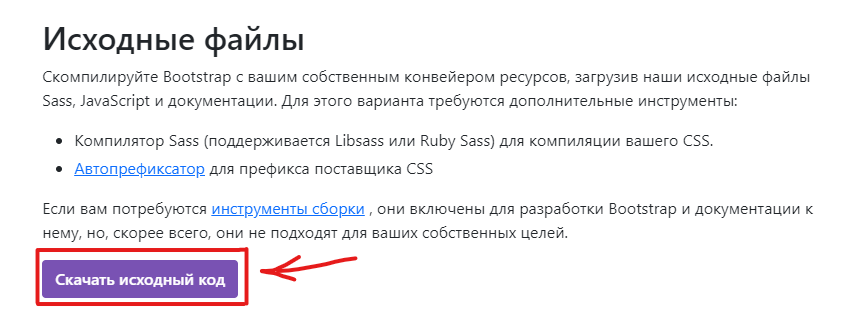 Исходные файлы
Скомпилируйте Bootstrap с вашим собственным конвейером ресурсов, загрузив наши исходные файлы
Sass, JavaScript и документации. Для этого варианта требуются дополнительные инструменты:
• Компилятор Sass (поддерживается Libsass или Ruby Sass) для компиляции вашего CSS.
• Автопрефиксатор для префикса поставщика CSS
Если вам потребуются инструменты сборки , они включены для разработки Bootstrap и документации к
нему, но, скорее всего, они не подходят для ваших собственных целей.
Скачать исходный код